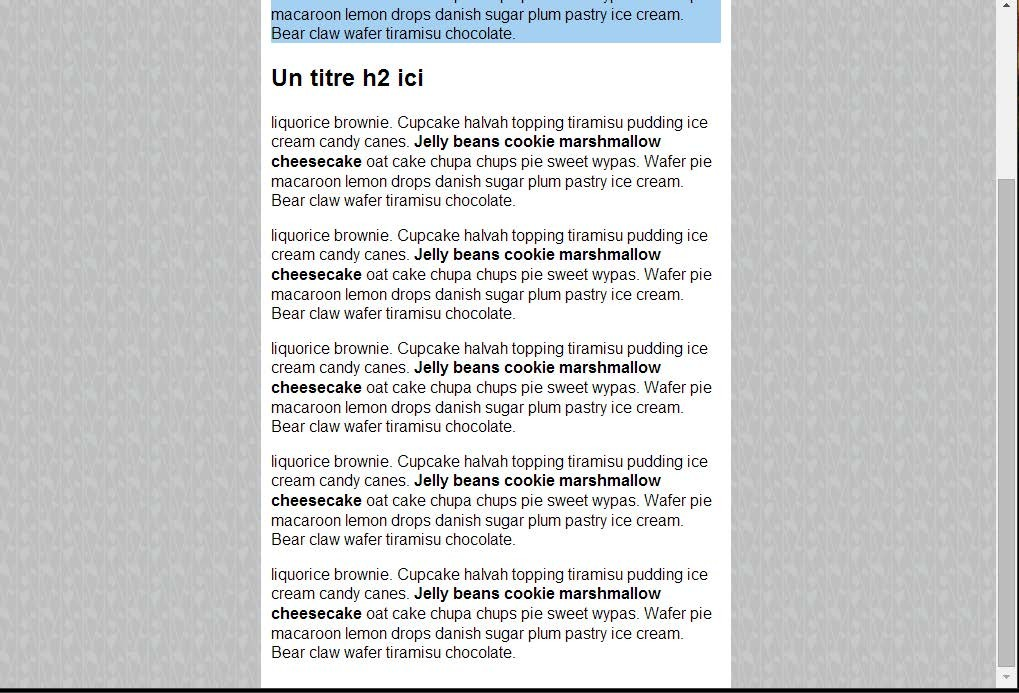 macaroon lemon drops danish sugar plum pastry ice cream.
Bear claw wafer tiramisu chocolate.
Un titre h2 ici
liquorice brownie. Cupcake halvah topping tiramisu pudding ice
cream candy canes. Jelly beans cookie marshmallow
cheesecake oat cake chupa chups pie sweet wypas. Wafer pie
macaroon lemon drops danish sugar plum pastry ice cream.
Bear claw wafer tiramisu chocolate.
liquorice brownie. Cupcake halvah topping tiramisu pudding ice
cream candy canes. Jelly beans cookie marshmallow
cheesecake oat cake chupa chups pie sweet wypas. Wafer pie
macaroon lemon drops danish sugar plum pastry ice cream.
Bear claw wafer tiramisu chocolate.
liquorice brownie. Cupcake halvah topping tiramisu pudding ice
cream candy canes. Jelly beans cookie marshmallow
cheesecake oat cake chupa chups pie sweet wypas. Wafer pie
macaroon lemon drops danish sugar plum pastry ice cream.
Bear claw wafer tiramisu chocolate.
liquorice brownie. Cupcake halvah topping tiramisu pudding ice
cream candy canes. Jelly beans cookie marshmallow
cheesecake oat cake chupa chups pie sweet wypas. Wafer pie
macaroon lemon drops danish sugar plum pastry ice cream.
Bear claw wafer tiramisu chocolate.
liquorice brownie. Cupcake halvah topping tiramisu pudding ice
cream candy canes. Jelly beans cookie marshmallow
cheesecake oat cake chupa chups pie sweet wypas. Wafer pie
macaroon lemon drops danish sugar plum pastry ice cream.
Bear claw wafer tiramisu chocolate.